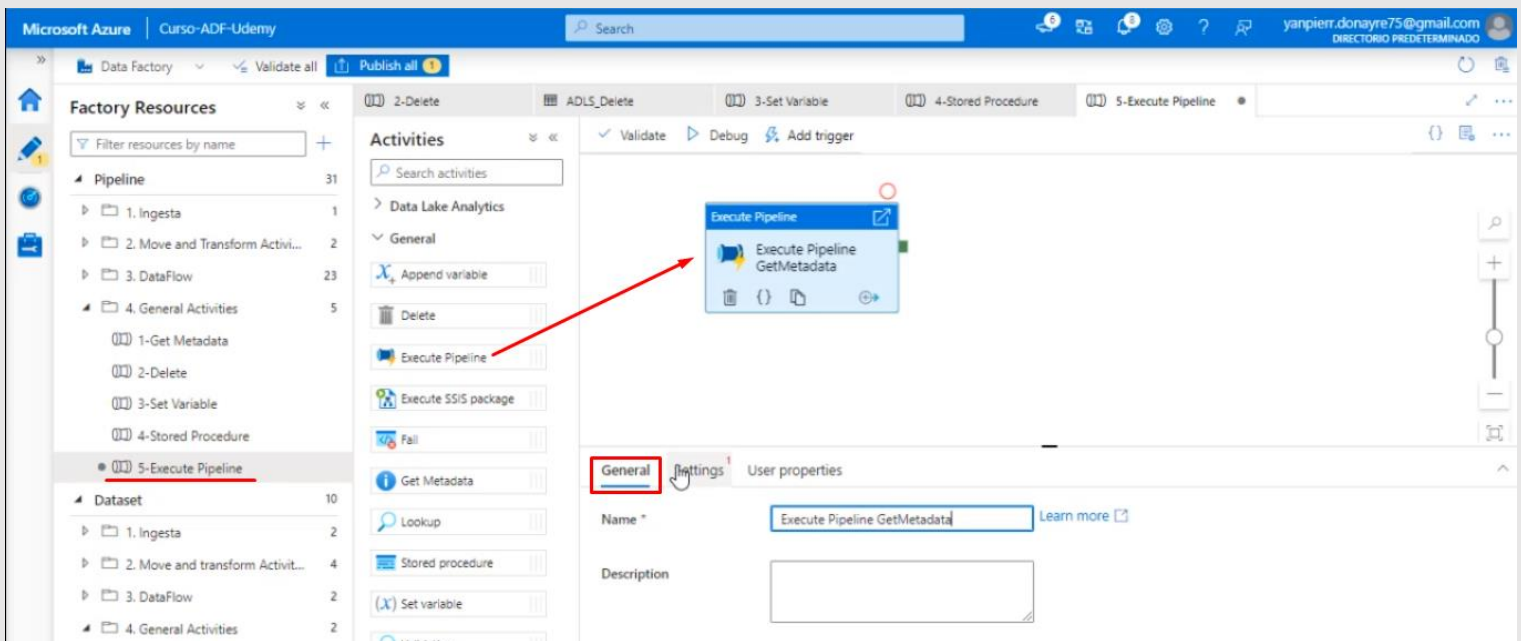 Microsoft Azure
Curso-ADF-Udemy
Search
6
8
yanpierr.donayre75@gmail.com
DIRECTORIO PREDETERMINADO
Data Factory
Validate all
Publish all 1
1
Factory Resources
Filter resources by name
Pipeline 31
1. Ingesta 1
2. Move and Transform Activi... 2
3. DataFlow 23
4. General Activities 5
1-Get Metadata
2-Delete
3-Set Variable
4-Stored Procedure
5-Execute Pipeline
Dataset 10
1. Ingesta 2
2. Move and transform Activit... 4
3. DataFlow 2
4. General Activities 2
2-Delete
ADLS_Delete
3-Set Variable
4-Stored Procedure
5-Execute Pipeline
Activities
Search activities
Data Lake Analytics
General
Append variable
Delete
Execute Pipeline
Execute SSIS package
Fail
Get Metadata
Lookup
Stored procedure
Set variable
Validate
Debug
Add trigger
Execute Pipeline
Execute Pipeline
GetMetadata
General
User properties
Name *
Execute Pipeline GetMetadata
Learn more
Description